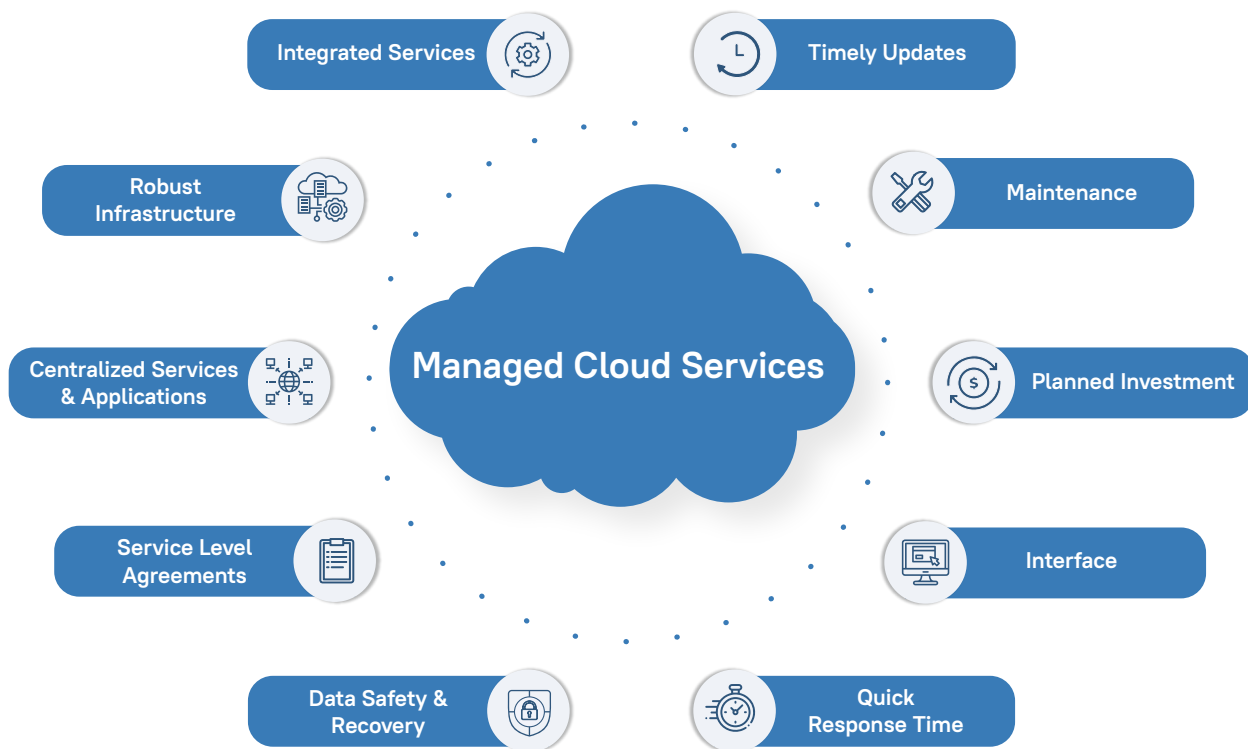 Integrated Services
Timely Updates
Robust
Infrastructure
Maintenance
Managed Cloud Services
Centralized Services
& Applications
$
Planned Investment
Service Level
Agreements
Interface
Data Safety &
Recovery
Quick
Response Time